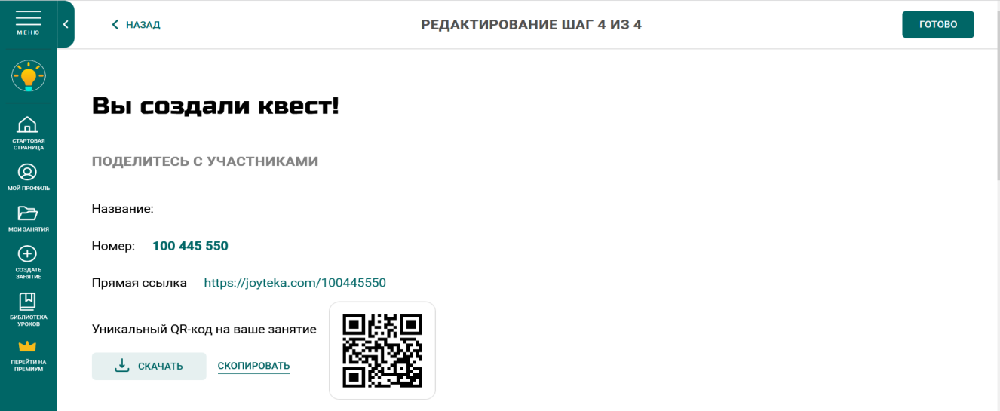 МЕНЮ
НАЗАД
РЕДАКТИРОВАНИЕ ШАГ 4 ИЗ 4
ГОТОВО
СТАРТОВАЯ
СТРАНИЦА
МОЙ ПРОФИЛЬ
МОИ ЗАНЯТИЯ
СОЗДАТЬ
ЗАНЯТИЕ
БИБЛИОТЕКА
УРОКОВ
ПЕРЕЙТИ НА
ПРЕМИУМ
Вы создали квест!
ПОДЕЛИТЕСЬ С УЧАСТНИКАМИ
Название:
Номер: 100 445 550
Прямая ссылка https://joyteka.com/100445550
Уникальный QR-код на ваше занятие
СКАЧАТЬ СКОПИРОВАТЬ